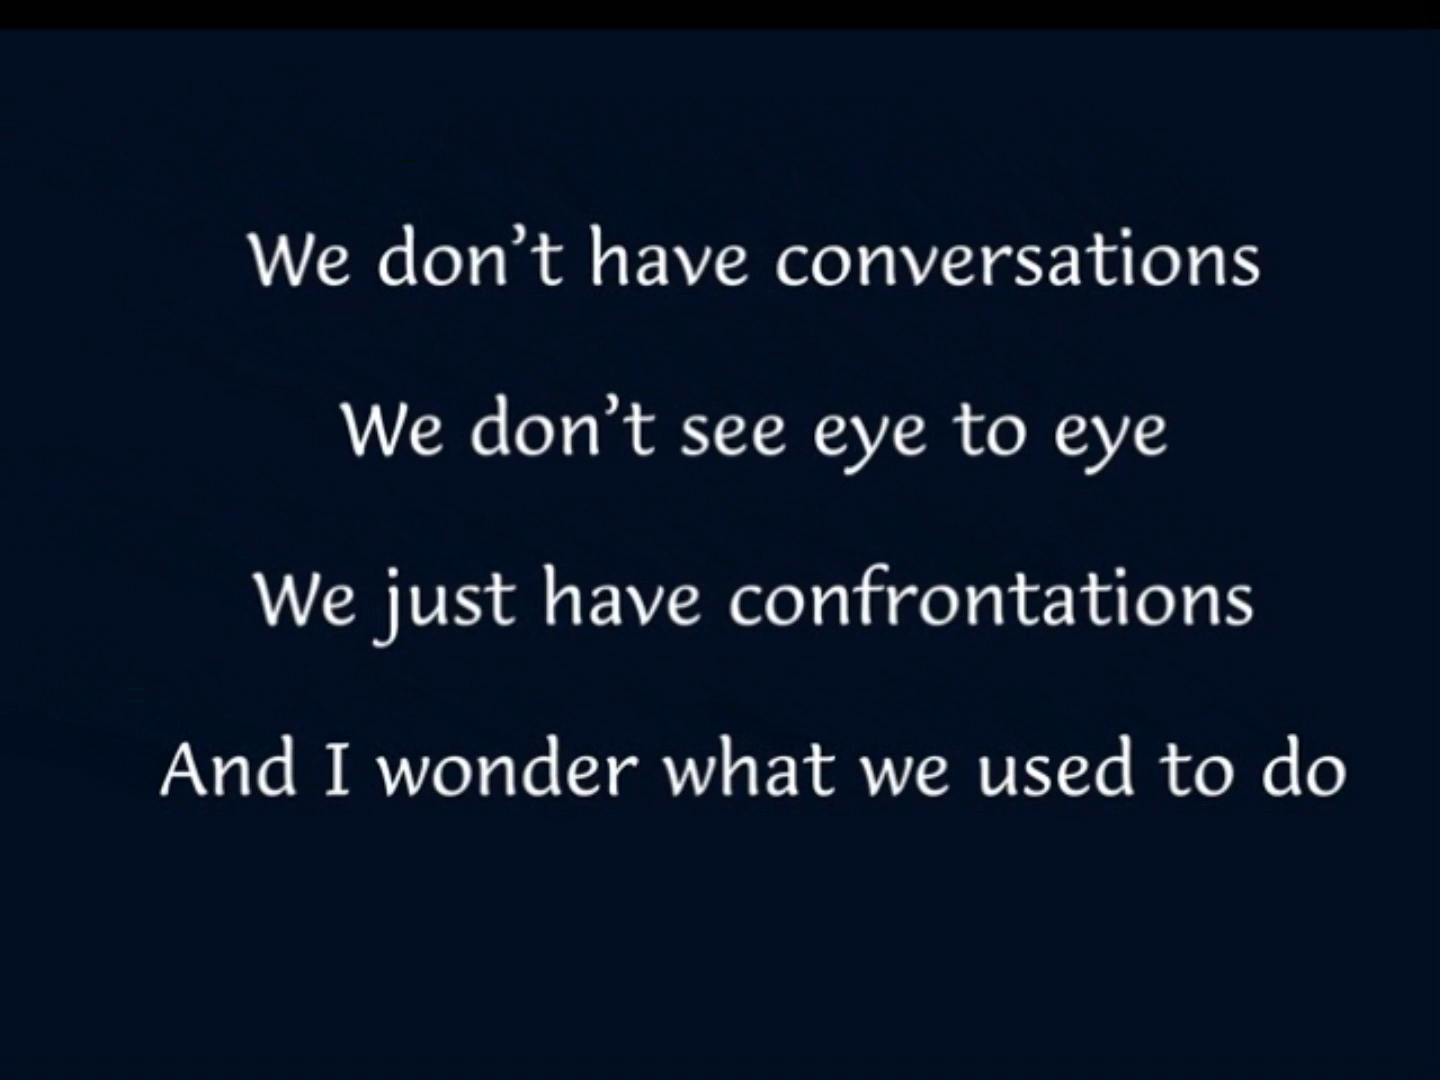 We don’t have conversations
We don’t see eye to eye
We just have confrontations
And I wonder what we used to do